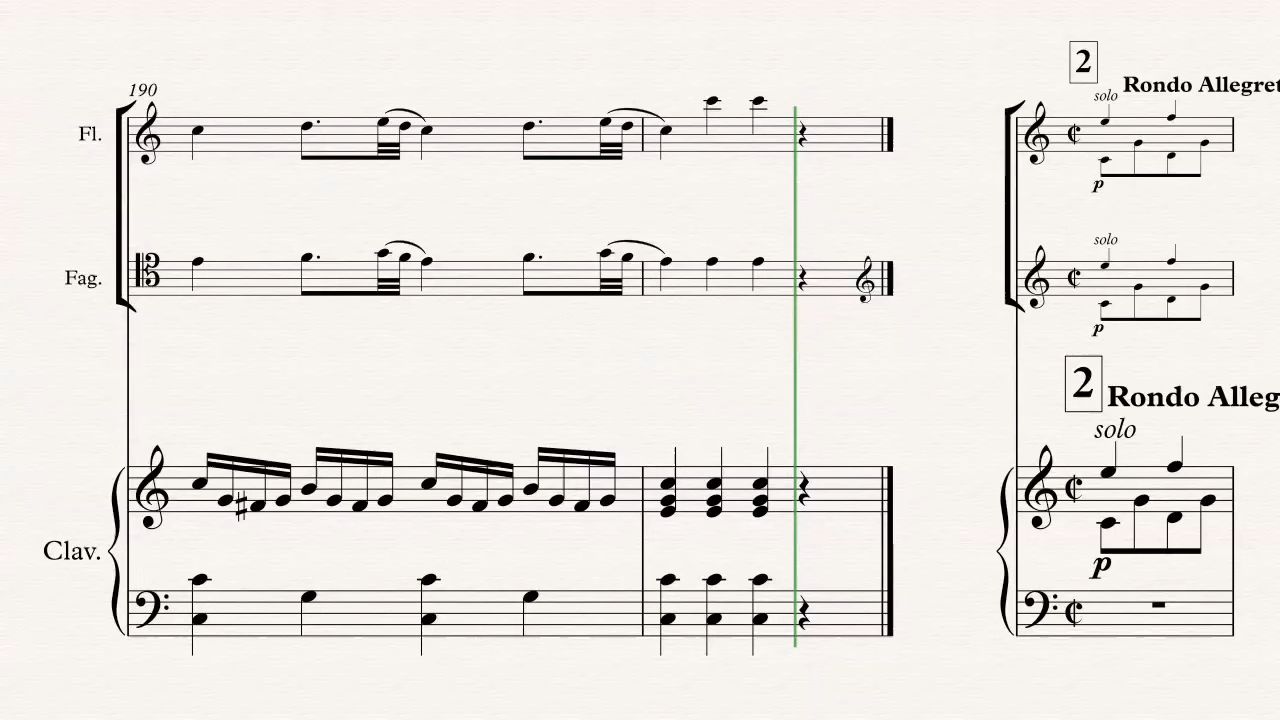 190
Fl.
Fag.
Clav.
2
Rondo Allegret
solo
p
solo
p
2
Rondo Alleg
solo
p